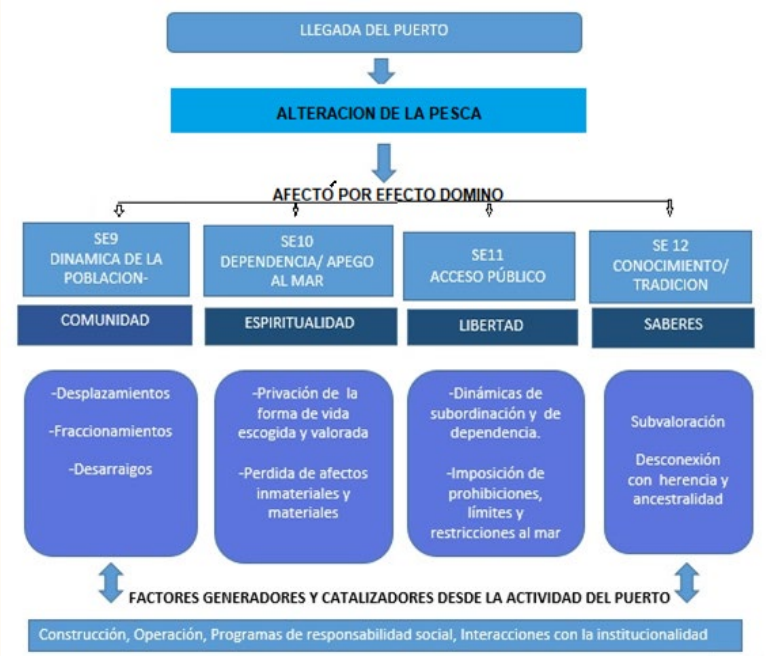 LLEGADA DEL PUERTO
ALTERACION DE LA PESCA
AFECTÓ POR EFECTO DOMINO
SE9
DINAMICA DE LA
POBLACION-
COMUNIDAD
-Desplazamientos
-Fraccionamientos
-Desarraigos
SE10
DEPENDENCIA/ APEGO
AL MAR
ESPIRITUALIDAD
-Privación de la
forma de vida
escogida y valorada
-Perdida de afectos
inmateriales y
materiales
SE11
ACCESO PÚBLICO
LIBERTAD
-Dinámicas de
subordinación y de
dependencia.
-Imposición de
prohibiciones,
límites y
restricciones al mar
SE 12
CONOCIMIENTO/
TRADICION
SABERES
Subvaloración
Desconexión
con herencia y
ancestralidad
FACTORES GENERADORES Y CATALIZADORES DESDE LA ACTIVIDAD DEL PUERTO
Construcción, Operación, Programas de responsabilidad social, Interacciones con la institucionalidad